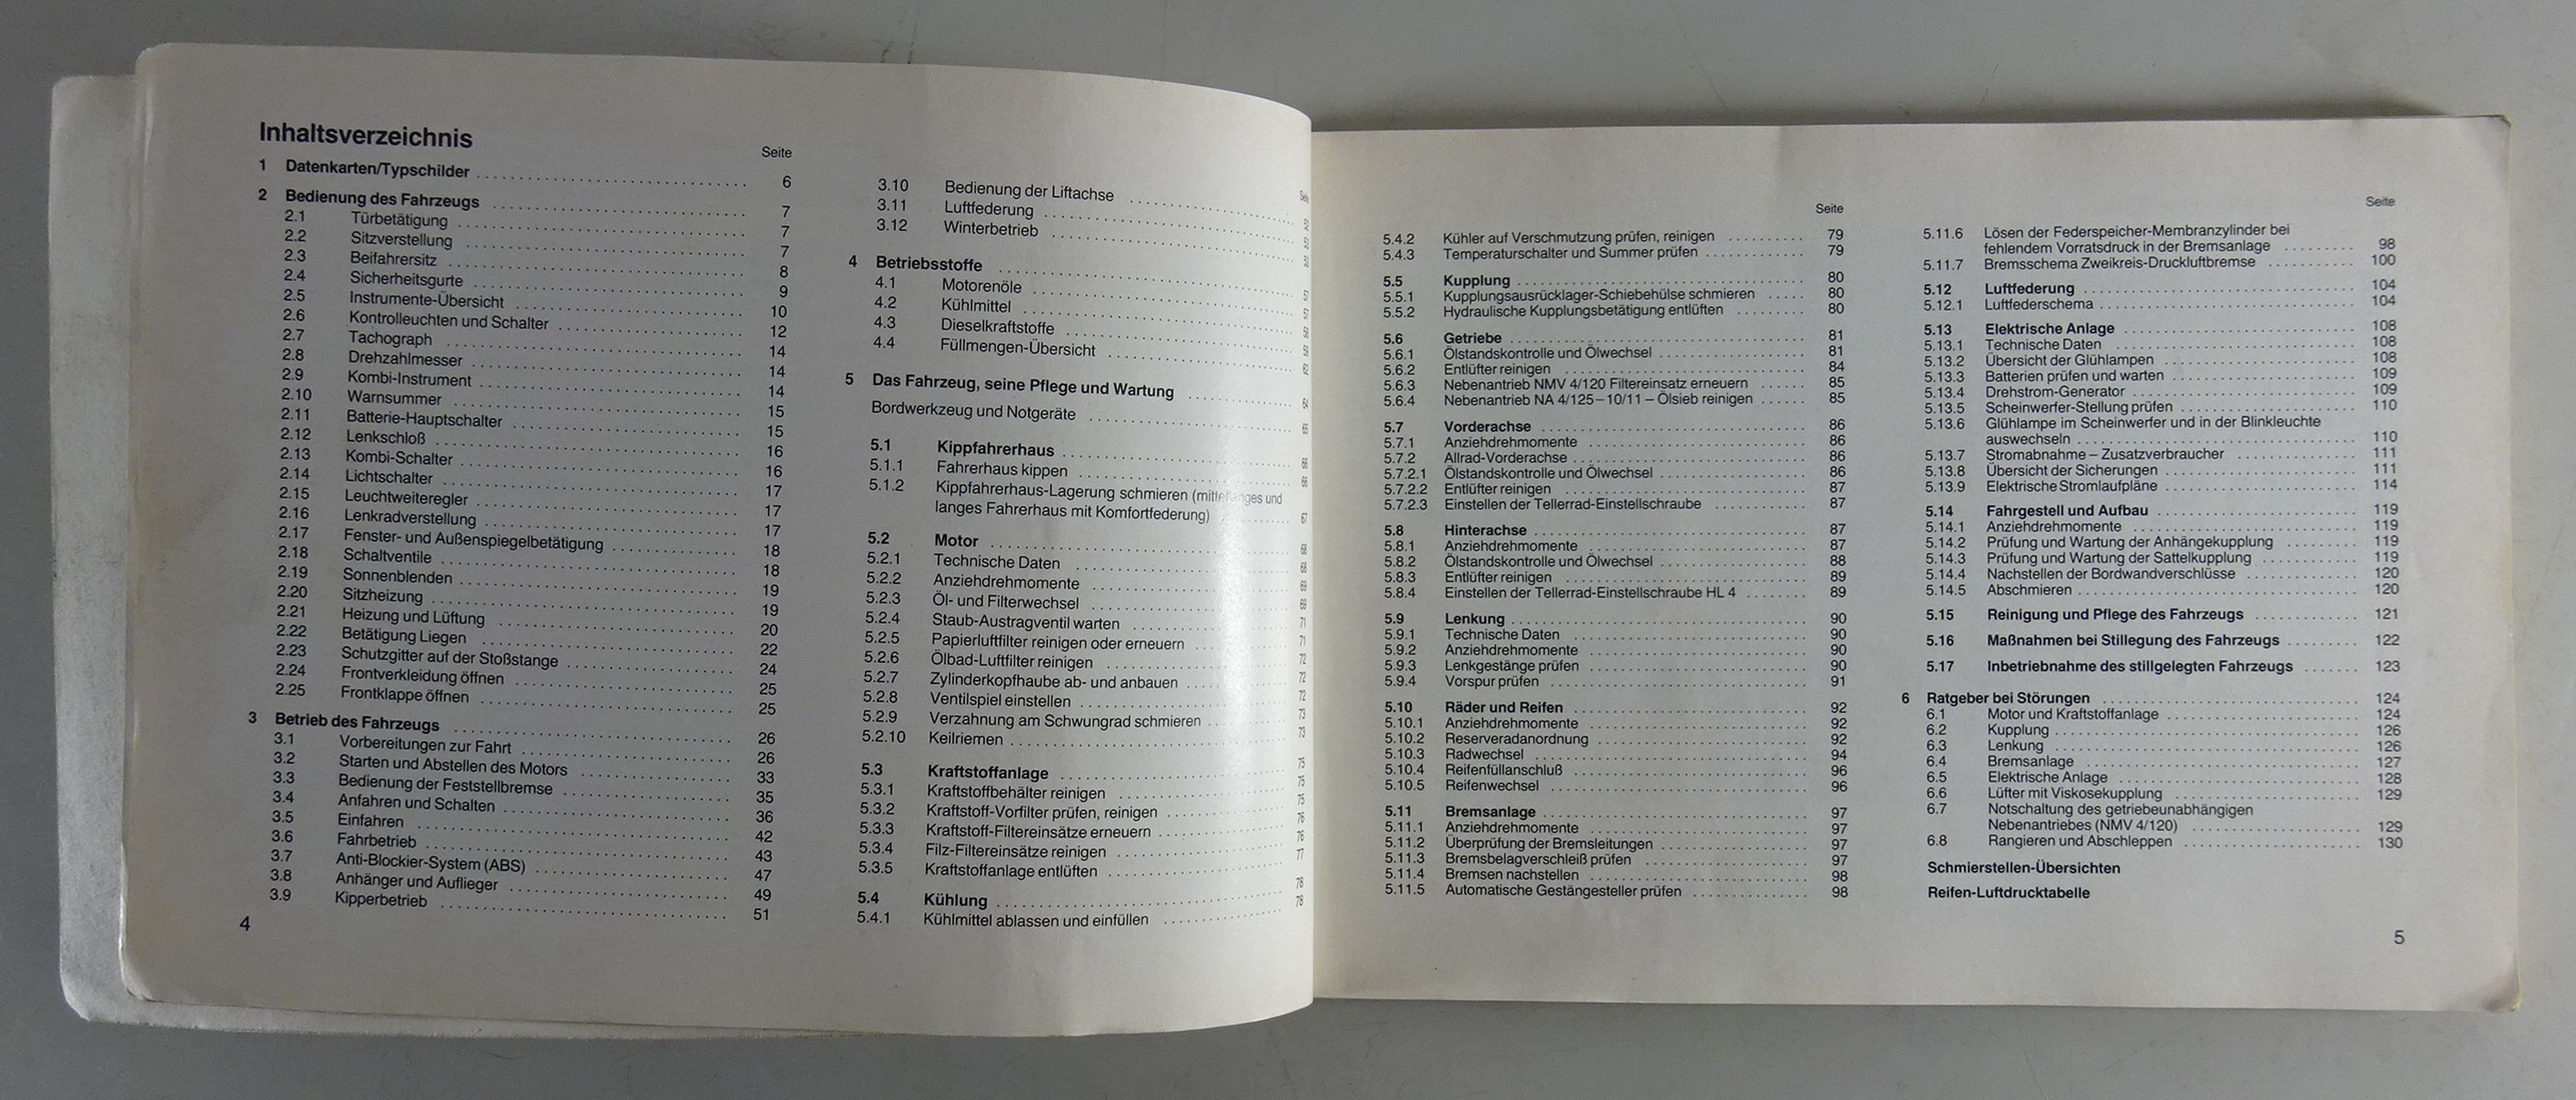 Inhaltsverzeichnis
Seite
1 Datenkarten/Typschilder 6
2 Bedienung des Fahrzeugs 7
2.1 Türbetätigung 7
2.2 Sitzverstellung 7
2.3 Beifahrersitz 8
2.4 Sicherheitsgurte 9
2.5 Instrumente-Übersicht 10
2.6 Kontrolleuchten und Schalter 12
2.7 Tachograph 14
2.8 Drehzahlmesser 14
2.9 Kombi-Instrument 14
2.10 Warnsummer 15
2.11 Batterie-Hauptschalter 15
2.12 Lenkschloß 16
2.13 Kombi-Schalter 16
2.14 Lichtschalter 17
2.15 Leuchtweiteregler 17
2.16 Lenkradverstellung 17
2.17 Fenster- und Außenspiegelbetätigung 18
2.18 Schaltventile 18
2.19 Sonnenblenden 19
2.20 Sitzheizung 19
2.21 Heizung und Lüftung 20
2.22 Betätigung Liegen 22
2.23 Schutzgitter auf der Stoßstange 24
2.24 Frontverkleidung öffnen 25
2.25 Frontklappe öffnen 25
3 Betrieb des Fahrzeugs 26
3.1 Vorbereitungen zur Fahrt 26
3.2 Starten und Abstellen des Motors 33
3.3 Bedienung der Feststellbremse 35
3.4 Anfahren und Schalten 36
3.5 Einfahren 42
3.6 Fahrbetrieb 43
3.7 Anti-Blockier-System (ABS) 47
3.8 Anhänger und Auflieger 49
3.9 Kipperbetrieb 51
4
Seite
3.10 Bedienung der Liftachse 52
3.11 Luftfederung
3.12 Winterbetrieb
4 Betriebsstoffe 57
4.1 Motorenöle 57
4.2 Kühlmittel
4.3 Dieselkraftstoffe
4.4 Füllmengen-Übersicht 62
5 Das Fahrzeug, seine Pflege und Wartung 64
Bordwerkzeug und Notgeräte 65
5.1 Kippfahrerhaus 66
5.1.1 Fahrerhaus kippen 66
5.1.2 Kippfahrerhaus-Lagerung schmieren (mittellanges und
langes Fahrerhaus mit Komfortfederung) 67
5.2 Motor 68
5.2.1 Technische Daten 68
5.2.2 Anziehdrehmomente 69
5.2.3 Öl- und Filterwechsel 69
5.2.4 Staub-Austragventil warten 71
5.2.5 Papierluftfilter reinigen oder erneuern 71
5.2.6 Ölbad-Luftfilter reinigen 72
5.2.7 Zylinderkopfhaube ab- und anbauen 72
5.2.8 Ventilspiel einstellen 72
5.2.9 Verzahnung am Schwungrad schmieren 73
5.2.10 Keilriemen 73
5.3 Kraftstoffanlage 75
5.3.1 Kraftstoffbehälter reinigen 75
5.3.2 Kraftstoff-Vorfilter prüfen, reinigen 76
5.3.3 Kraftstoff-Filtereinsätze erneuern 76
5.3.4 Filz-Filtereinsätze reinigen 77
5.3.5 Kraftstoffanlage entlüften
5.4 Kühlung 78
5.4.1 Kühlmittel ablassen und einfüllen 78
Seite
5.4.2 Kühler auf Verschmutzung prüfen, reinigen 79
5.4.3 Temperaturschalter und Summer prüfen 79
5.5 Kupplung 80
5.5.1 Kupplungsausrücklager-Schiebehülse schmieren 80
5.5.2 Hydraulische Kupplungsbetätigung entlüften 80
5.6 Getriebe 81
5.6.1 Ölstandskontrolle und Ölwechsel 81
5.6.2 Entlüfter reinigen 84
5.6.3 Nebenantrieb NMV 4/120 Filtereinsatz erneuern 85
5.6.4 Nebenantrieb NA 4/125–10/11 – Ölsieb reinigen 85
5.7 Vorderachse 86
5.7.1 Anziehdrehmomente 86
5.7.2 Allrad-Vorderachse 86
5.7.2.1 Ölstandskontrolle und Ölwechsel 86
5.7.2.2 Entlüfter reinigen 87
5.7.2.3 Einstellen der Tellerrad-Einstellschraube 87
5.8 Hinterachse 87
5.8.1 Anziehdrehmomente 87
5.8.2 Ölstandskontrolle und Ölwechsel 88
5.8.3 Entlüfter reinigen 89
5.8.4 Einstellen der Tellerrad-Einstellschraube HL 4 89
5.9 Lenkung 90
5.9.1 Technische Daten 90
5.9.2 Anziehdrehmomente 90
5.9.3 Lenkgestänge prüfen 90
5.9.4 Vorspur prüfen 91
5.10 Räder und Reifen 92
5.10.1 Anziehdrehmomente 92
5.10.2 Reserveradanordnung 92
5.10.3 Radwechsel 94
5.10.4 Reifenfüllanschluß 96
5.10.5 Reifenwechsel 96
5.11 Bremsanlage 97
5.11.1 Anziehdrehmomente 97
5.11.2 Überprüfung der Bremsleitungen 97
5.11.3 Bremsbelagverschleiß prüfen 97
5.11.4 Bremsen nachstellen 98
5.11.5 Automatische Gestängesteller prüfen 98
Seite
5.11.6 Lösen der Federspeicher-Membranzylinder bei
fehlendem Vorratsdruck in der Bremsanlage 98
5.11.7 Bremsschema Zweikreis-Druckluftbremse 100
5.12 Luftfederung 104
5.12.1 Luftfederschema 104
5.13 Elektrische Anlage 108
5.13.1 Technische Daten 108
5.13.2 Übersicht der Glühlampen 108
5.13.3 Batterien prüfen und warten 109
5.13.4 Drehstrom-Generator 109
5.13.5 Scheinwerfer-Stellung prüfen 110
5.13.6 Glühlampe im Scheinwerfer und in der Blinkleuchte
auswechseln 110
5.13.7 Stromabnahme – Zusatzverbraucher 111
5.13.8 Übersicht der Sicherungen 111
5.13.9 Elektrische Stromlaufpläne 114
5.14 Fahrgestell und Aufbau 119
5.14.1 Anziehdrehmomente 119
5.14.2 Prüfung und Wartung der Anhängekupplung 119
5.14.3 Prüfung und Wartung der Sattelkupplung 119
5.14.4 Nachstellen der Bordwandverschlüsse 120
5.14.5 Abschmieren 120
5.15 Reinigung und Pflege des Fahrzeugs 121
5.16 Maßnahmen bei Stillegung des Fahrzeugs 122
5.17 Inbetriebnahme des stillgelegten Fahrzeugs 123
6 Ratgeber bei Störungen 124
6.1 Motor und Kraftstoffanlage 124
6.2 Kupplung 126
6.3 Lenkung 126
6.4 Bremsanlage 127
6.5 Elektrische Anlage 128
6.6 Lüfter mit Viskosekupplung 129
6.7 Notschaltung des getriebeunabhängigen
Nebenantriebes (NMV 4/120) 129
6.8 Rangieren und Abschleppen 130
Schmierstellen-Übersichten
Reifen-Luftdrucktabelle
5